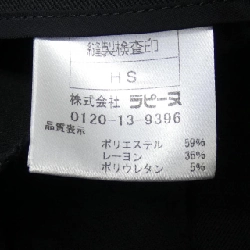 縫製検査印
HS
株式会社 ラピーヌ
0120-13-9396
品質表示
ポリエステル 59%
レーヨン 36%
ポリウレタン 5%